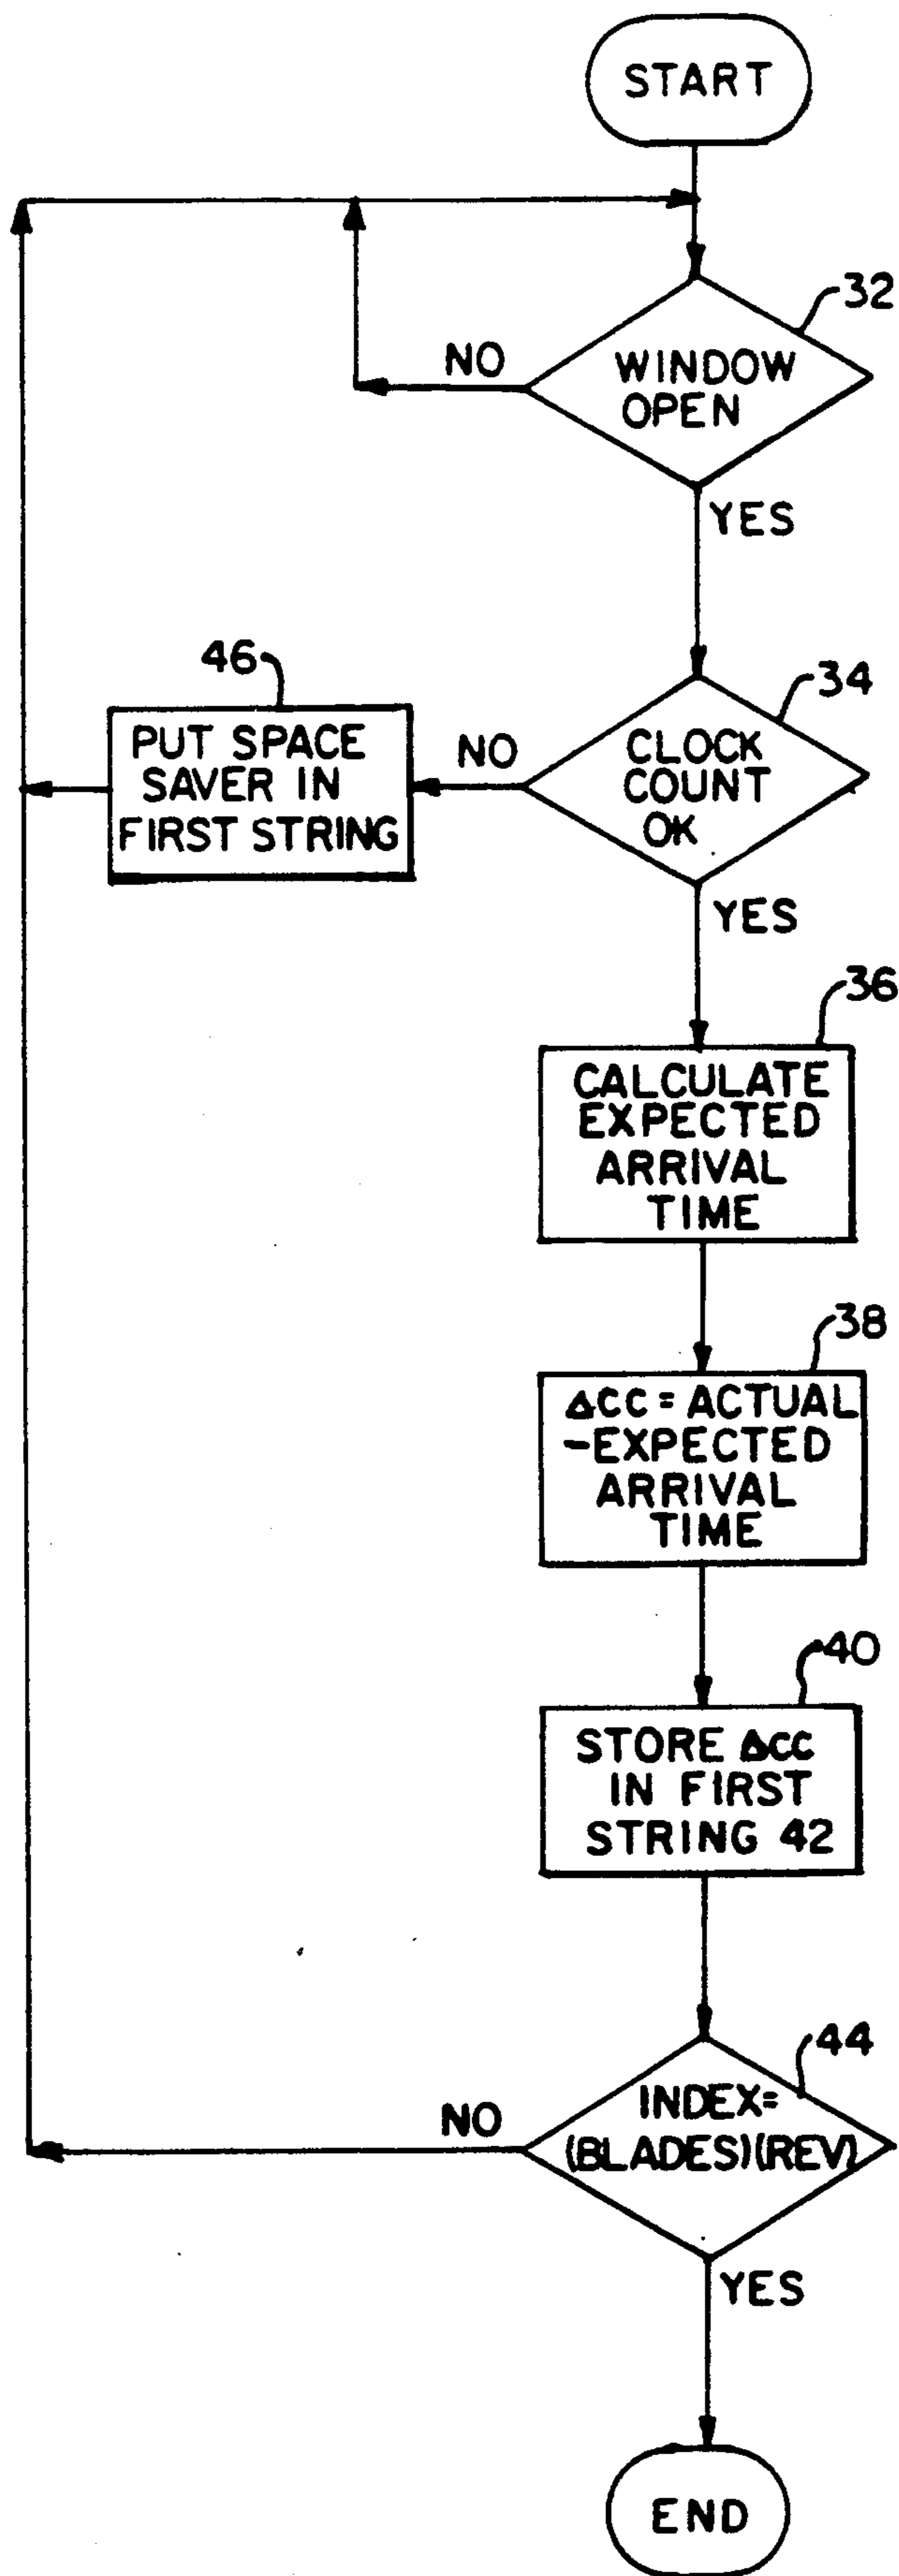 START
32
WINDOW
OPEN
NO
YES
46
PUT SPACE
SAVER IN
FIRST STRING
NO
34
CLOCK
COUNT
OK
YES
36
CALCULATE
EXPECTED
ARRIVAL
TIME
38
ΔCC = ACTUAL
-EXPECTED
ARRIVAL
TIME
40
STORE ΔCC
IN FIRST
STRING 42
44
INDEX=
(BLADES)(REV)
NO
YES
END